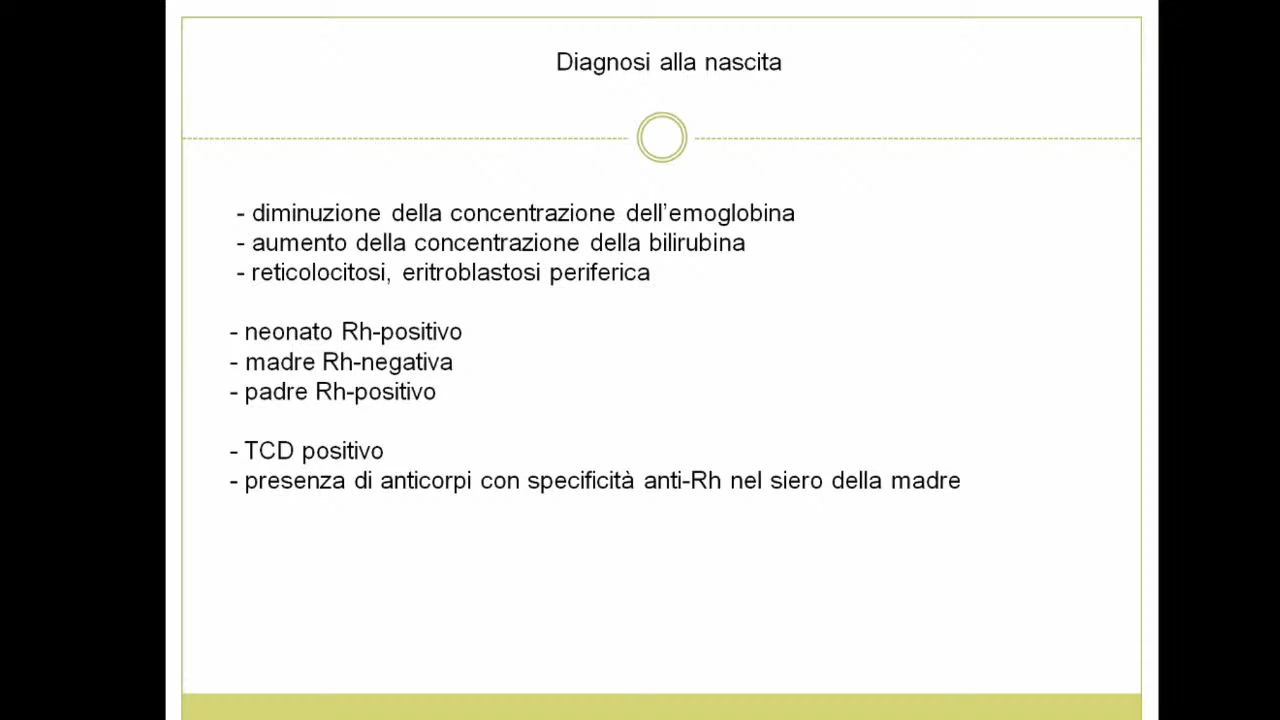 Diagnosi alla nascita
- diminuzione della concentrazione dell’emoglobina
- aumento della concentrazione della bilirubina
- reticolocitosi, eritroblastosi periferica
- neonato Rh-positivo
- madre Rh-negativa
- padre Rh-positivo
- TCD positivo
- presenza di anticorpi con specificità anti-Rh nel siero della madre